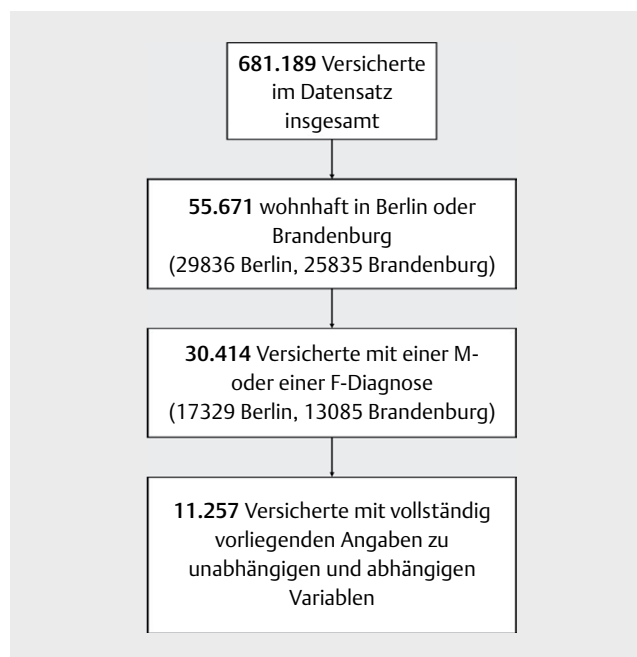 681.189 Versicherte
im Datensatz
insgesamt
55.671 wohnhaft in Berlin oder
Brandenburg
(29836 Berlin, 25835 Brandenburg)
30.414 Versicherte mit einer M-
oder einer F-Diagnose
(17329 Berlin, 13085 Brandenburg)
11.257 Versicherte mit vollständig
vorliegenden Angaben zu
unabhängigen und abhängigen
Variablen